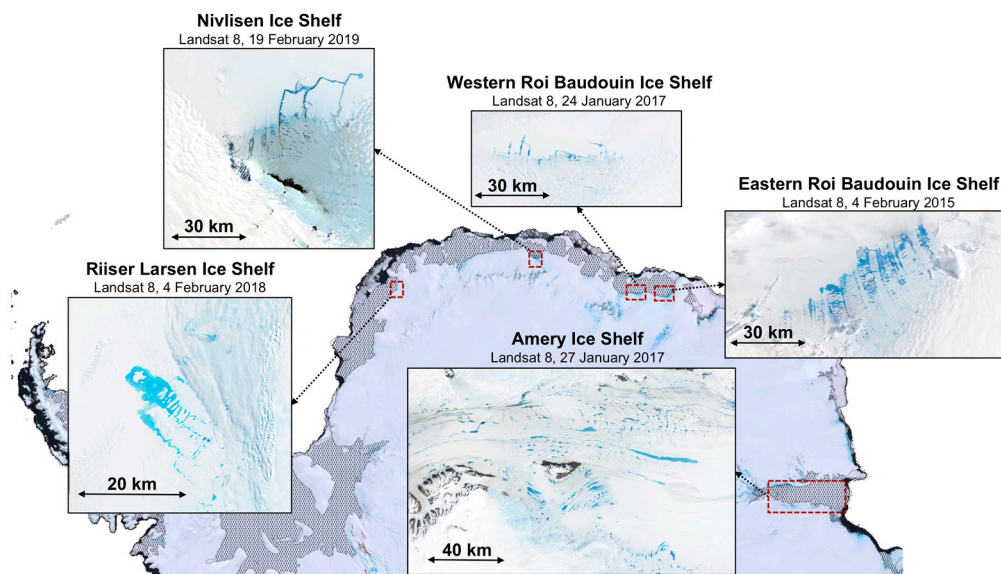 Nivlisen Ice Shelf
Landsat 8, 19 February 2019
30 km
Western Roi Baudouin Ice Shelf
Landsat 8, 24 January 2017
30 km
Eastern Roi Baudouin Ice Shelf
Landsat 8, 4 February 2015
30 km
Riiser Larsen Ice Shelf
Landsat 8, 4 February 2018
20 km
Amery Ice Shelf
Landsat 8, 27 January 2017
40 km